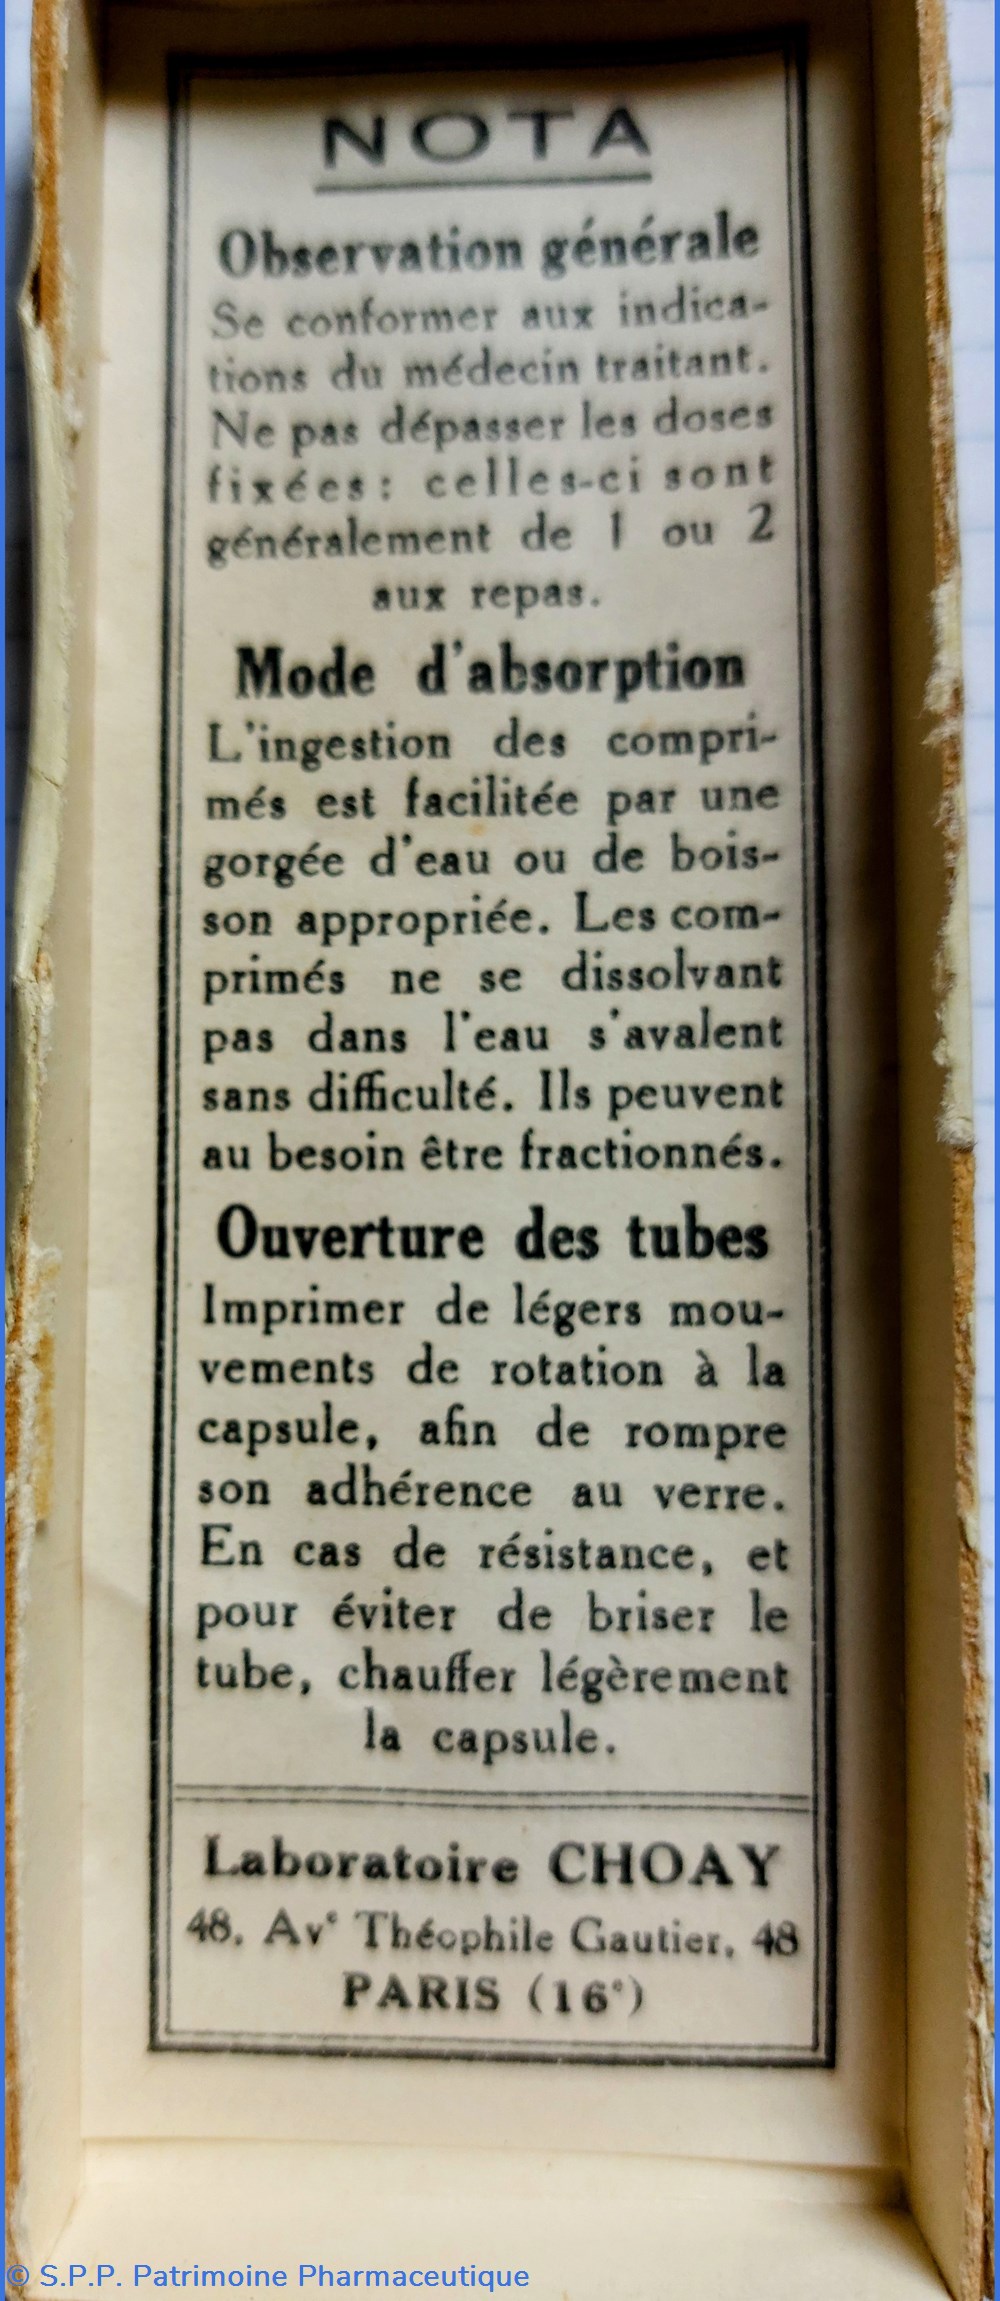 NOTA
Observation générale
Se conformer aux indica-
tions du médecin traitant.
Ne pas dépasser les doses
fixées: celles-ci sont
généralement de 1 ou 2
aux repas.
Mode d'absorption
L'ingestion des compri-
més est facilitée par une
gorgée d'eau ou de bois-
son appropriée. Les com-
primés ne se dissolvant
pas dans l'eau s'avalent
sans difficulté. Ils peuvent
au besoin être fractionnés.
Ouverture des tubes
Imprimer de légers mou-
vements de rotation à la
capsule, afin de rompre
son adhérence au verre.
En cas de résistance, et
pour éviter de briser le
tube, chauffer légèrement
la capsule.
Laboratoire CHOAY
48, Avᵉ Théophile Gautier, 48
PARIS (16ᵉ)
© S.P.P. Patrimoine Pharmaceutique